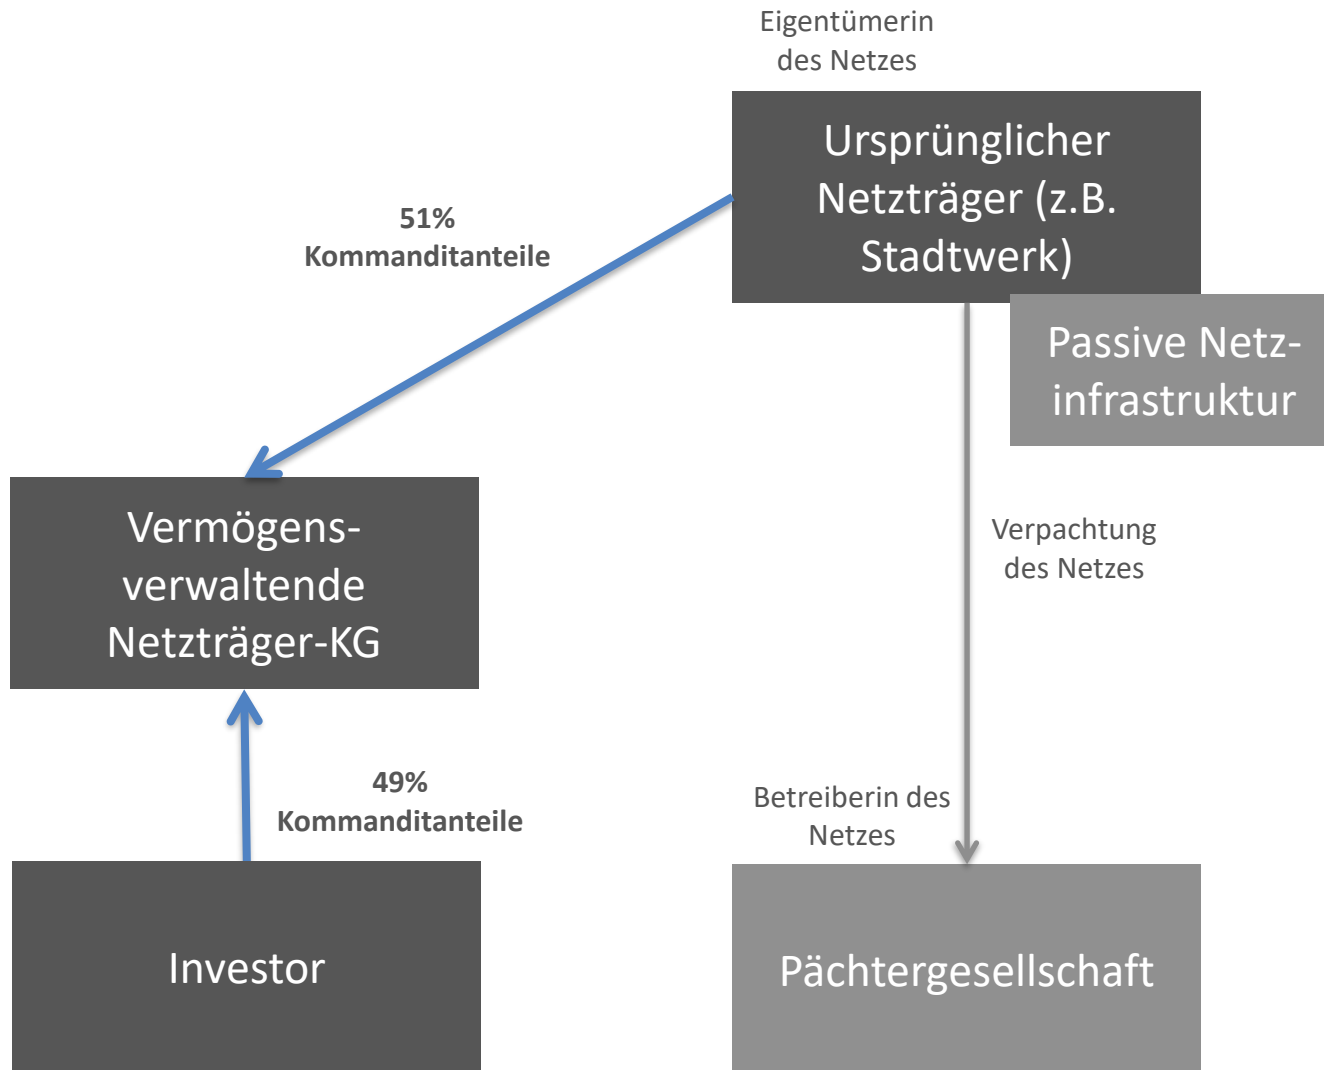 Eigentümerin
des Netzes
Ursprünglicher
Netzträger (z.B.
Stadtwerk)
51%
Kommanditanteile
Passive Netz-
infrastruktur
Vermögens-
verwaltende
Netzträger-KG
Verpachtung
des Netzes
49%
Kommanditanteile
Betreiberin des
Netzes
Investor
Pächtergesellschaft